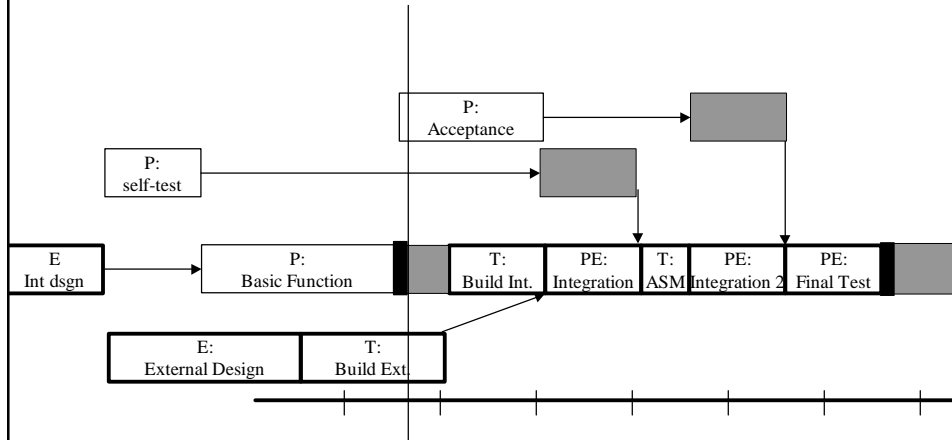 P:
Acceptance
P:
self-test
E
Int dsgn
P:
Basic Function
T:
Build Int.
PE:
Integration
T:
ASM
PE:
Integration 2
PE:
Final Test
E:
External Design
T:
Build Ext.